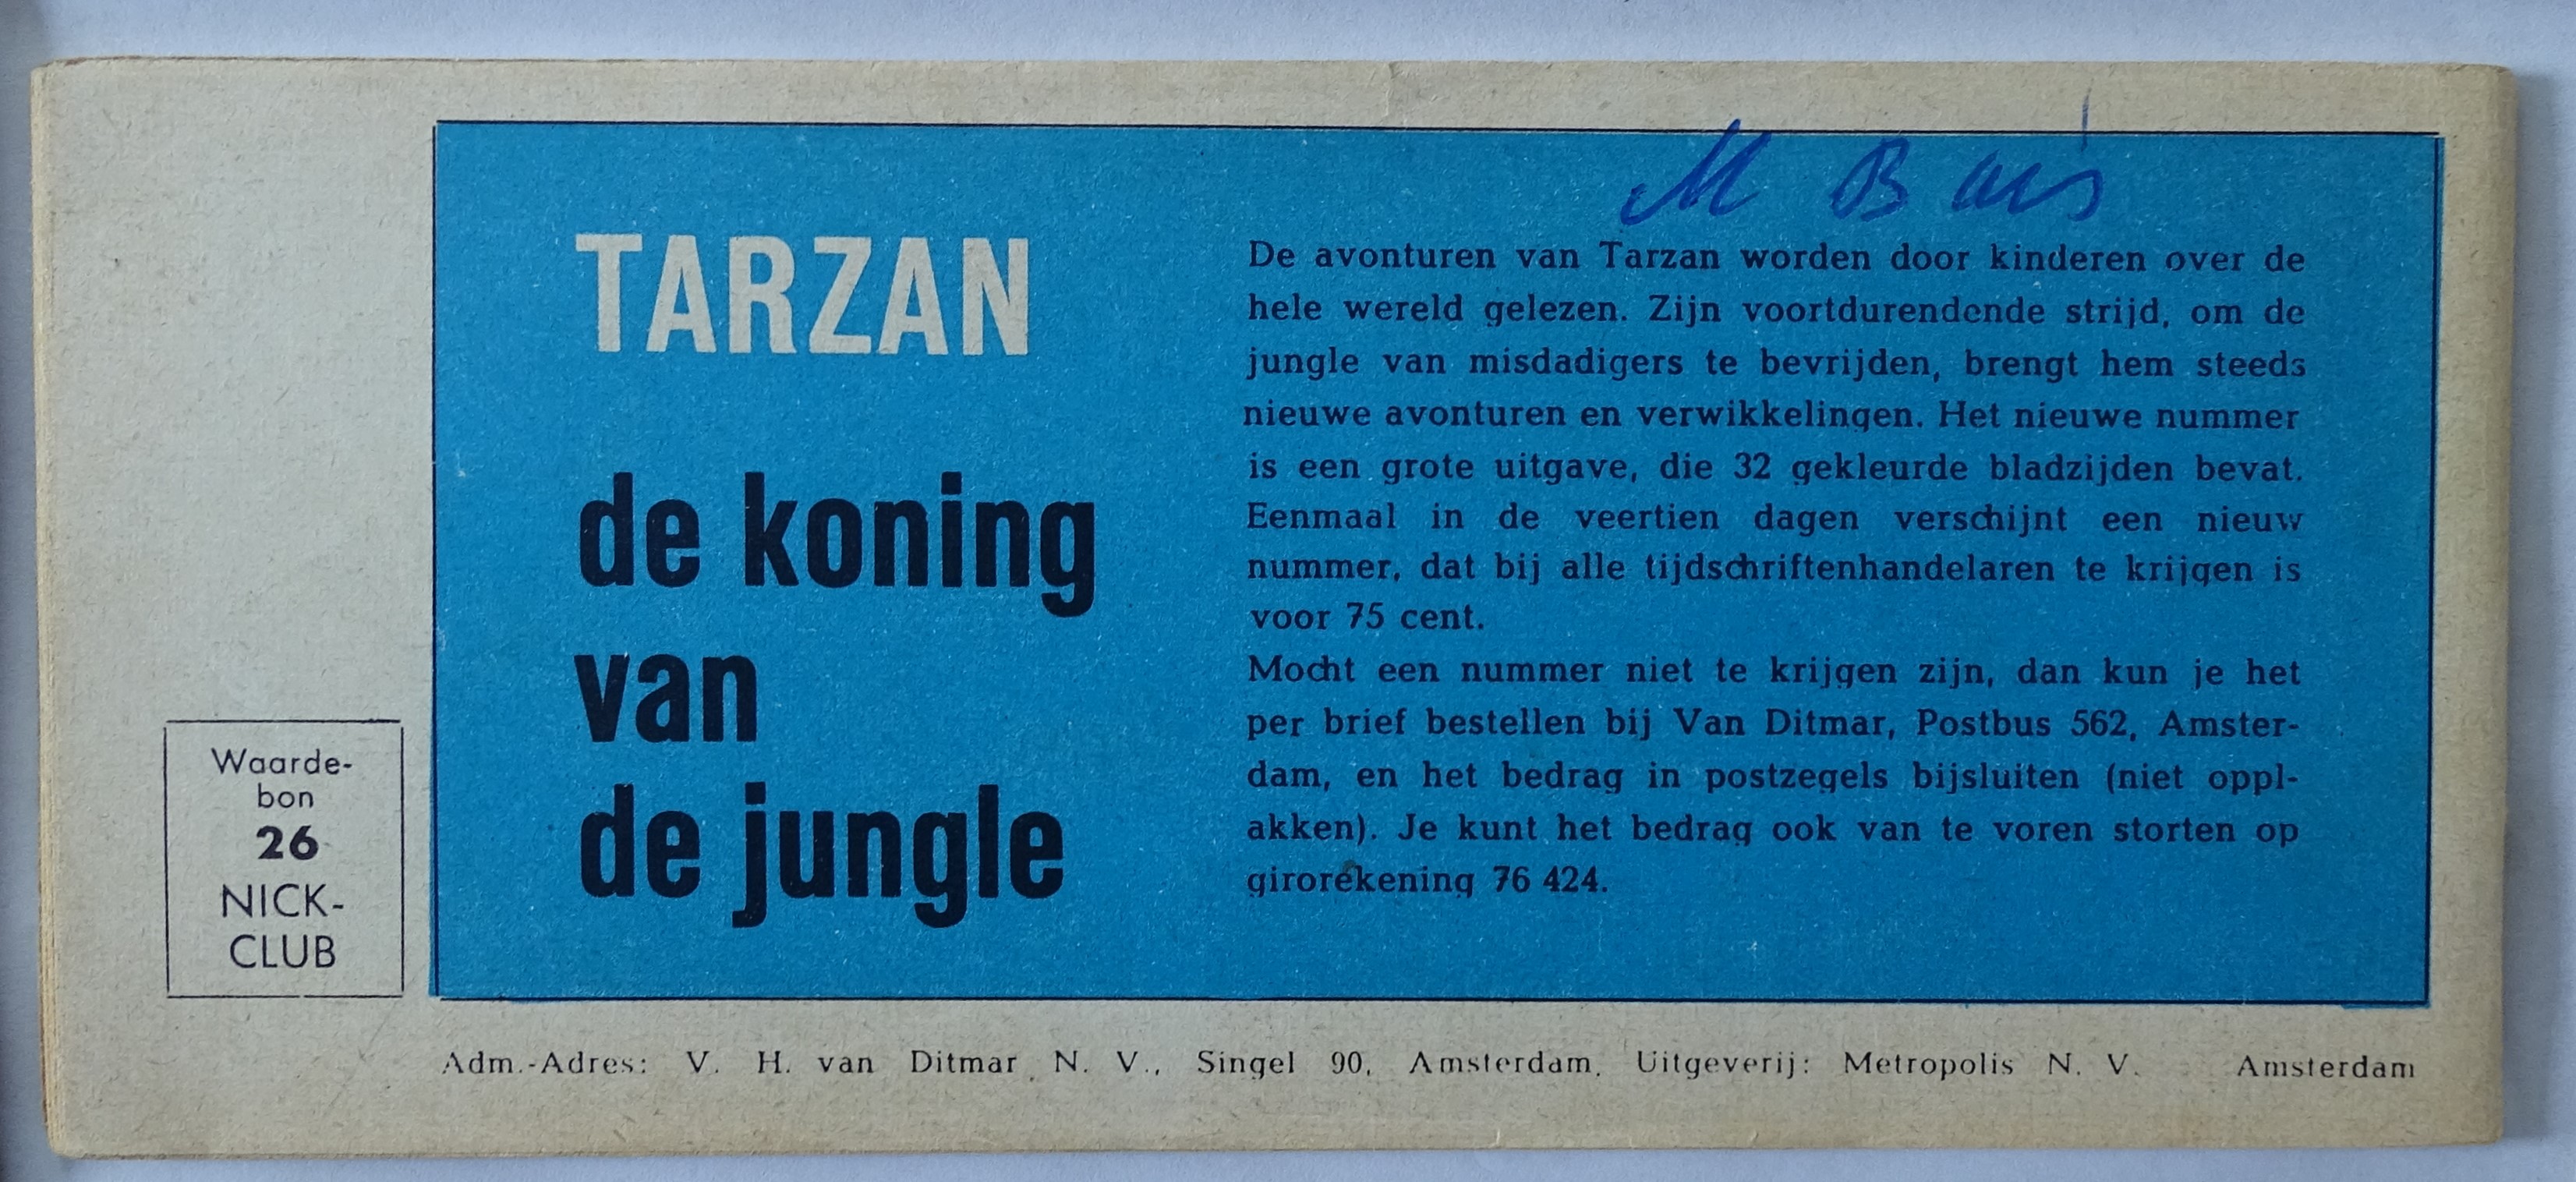 TARZAN
de koning
van
de jungle
De avonturen van Tarzan worden door kinderen over de
hele wereld gelezen. Zijn voortdurendende strijd, om de
jungle van misdadigers te bevrijden, brengt hem steeds
nieuwe avonturen en verwikkelingen. Het nieuwe nummer
is een grote uitgave, die 32 gekleurde bladzijden bevat.
Eenmaal in de veertien dagen verschijnt een nieuw
nummer, dat bij alle tijdschriftenhandelaren te krijgen is
voor 75 cent.
Mocht een nummer niet te krijgen zijn, dan kun je het
per brief bestellen bij Van Ditmar, Postbus 562, Amster-
dam, en het bedrag in postzegels bijsluiten (niet oppl-
akken). Je kunt het bedrag ook van te voren storten op
girorekening 76 424.
Waarde-
bon
26
NICK-
CLUB
Adm.-Adres: V. H. van Ditmar N. V., Singel 90, Amsterdam. Uitgeverij: Metropolis N. V. Amsterdam